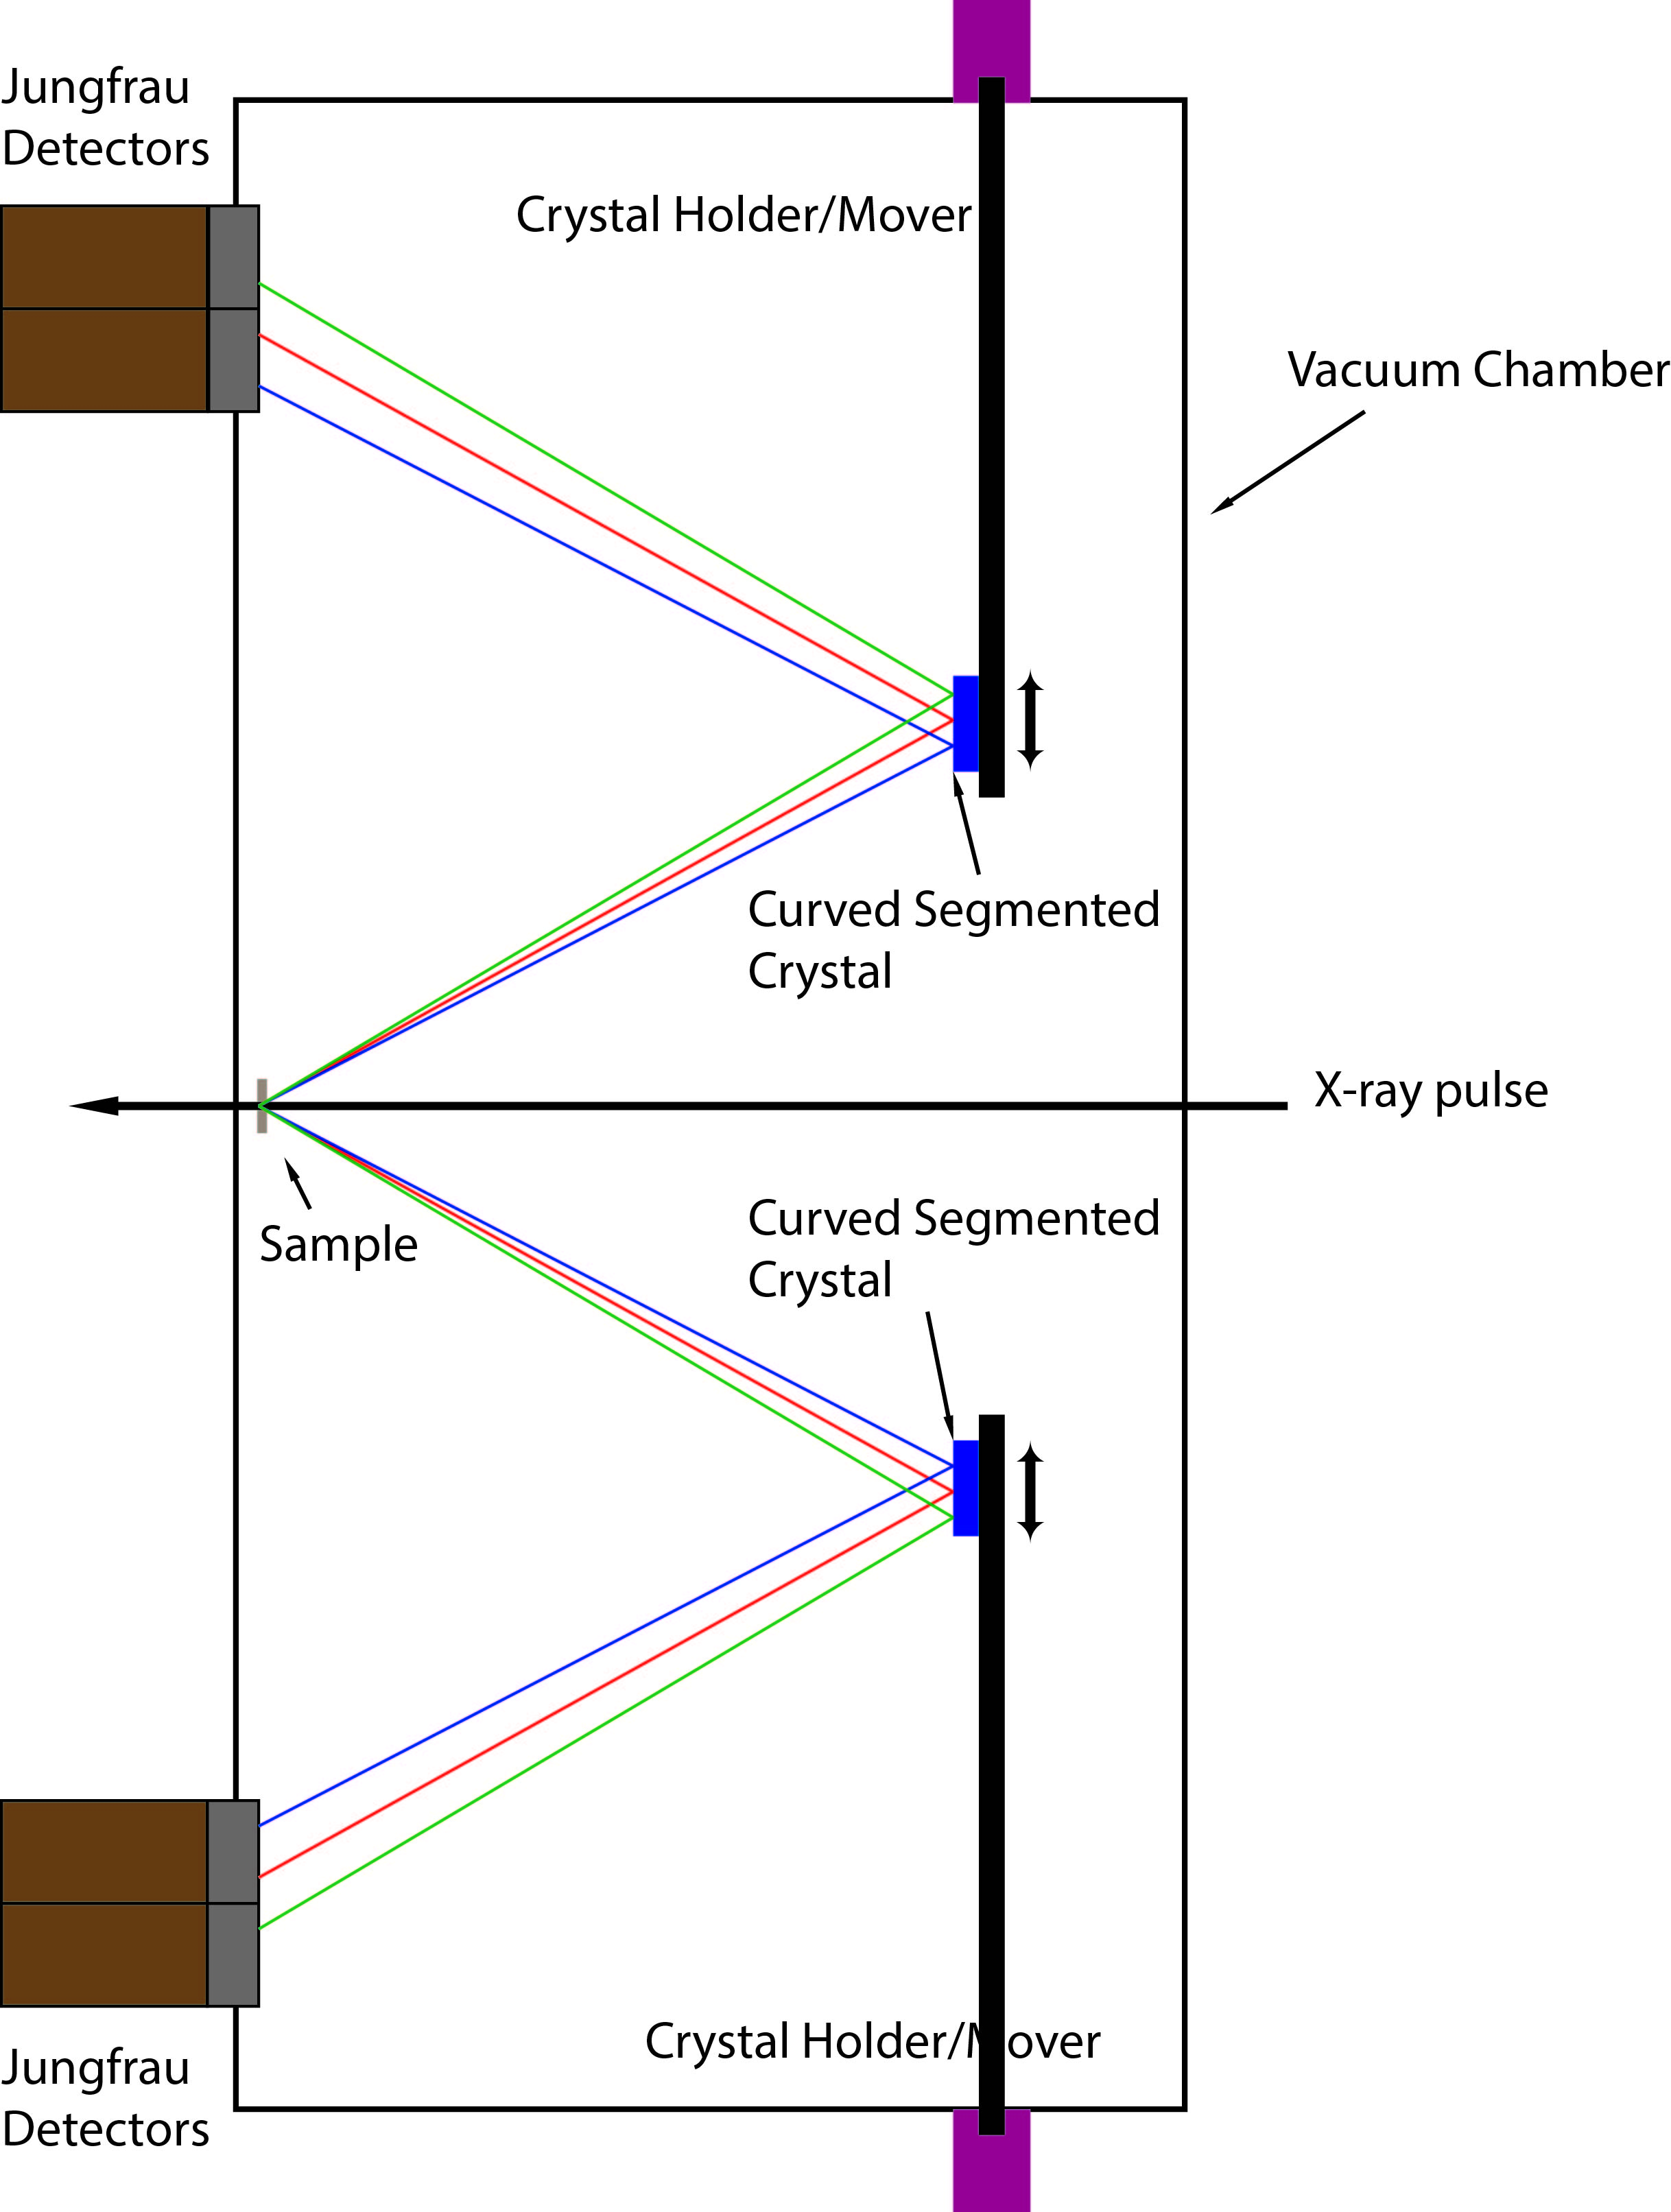 Jungfrau
Detectors
Crystal Holder/Mover
Vacuum Chamber
Curved Segmented
Crystal
X-ray pulse
Curved Segmented
Crystal
Sample
Crystal Holder/Mover
Jungfrau
Detectors